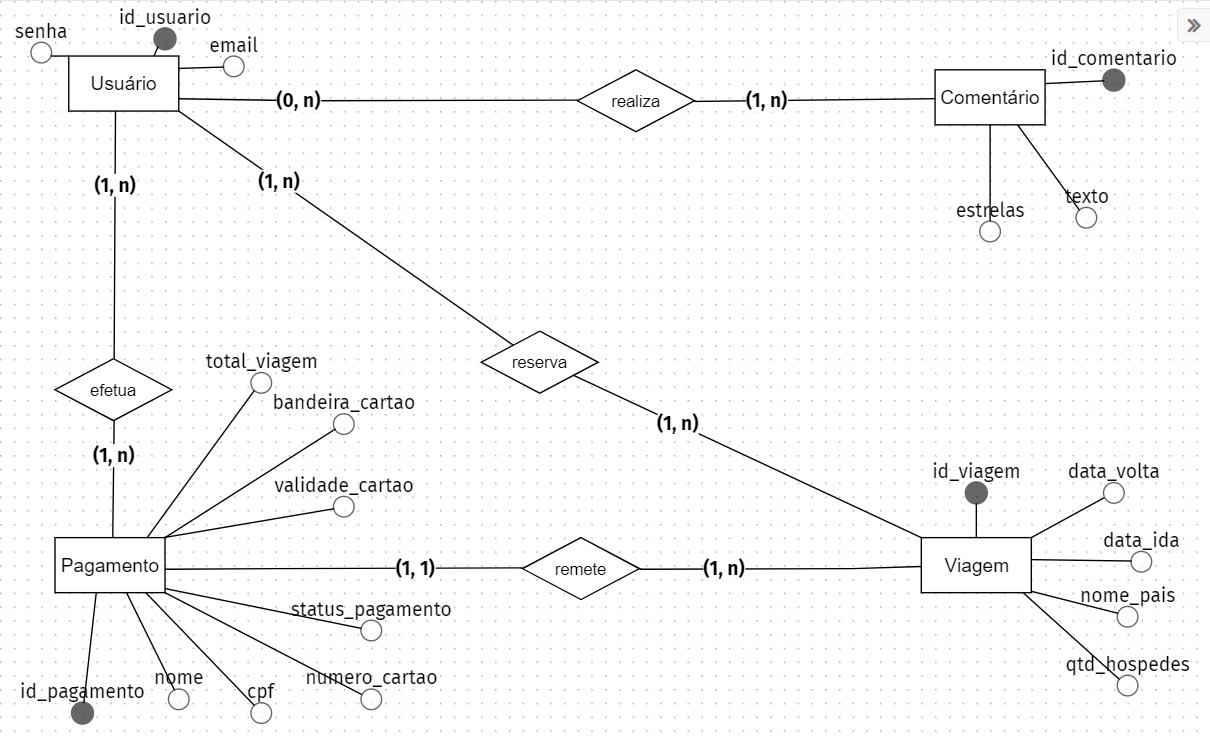 id_usuario
senha
email
Usuário
(0, n)
realiza
(1, n)
id_comentario
Comentário
estrelas
texto
(1, n)
(1, n)
reserva
(1, n)
efetua
(1, n)
total_viagem
bandeira_cartao
validade_cartao
Pagamento
(1, 1)
remete
(1, n)
id_viagem
data_volta
data_ida
Viagem
nome_pais
qtd_hospedes
status_pagamento
numero_cartao
nome
cpf
id_pagamento